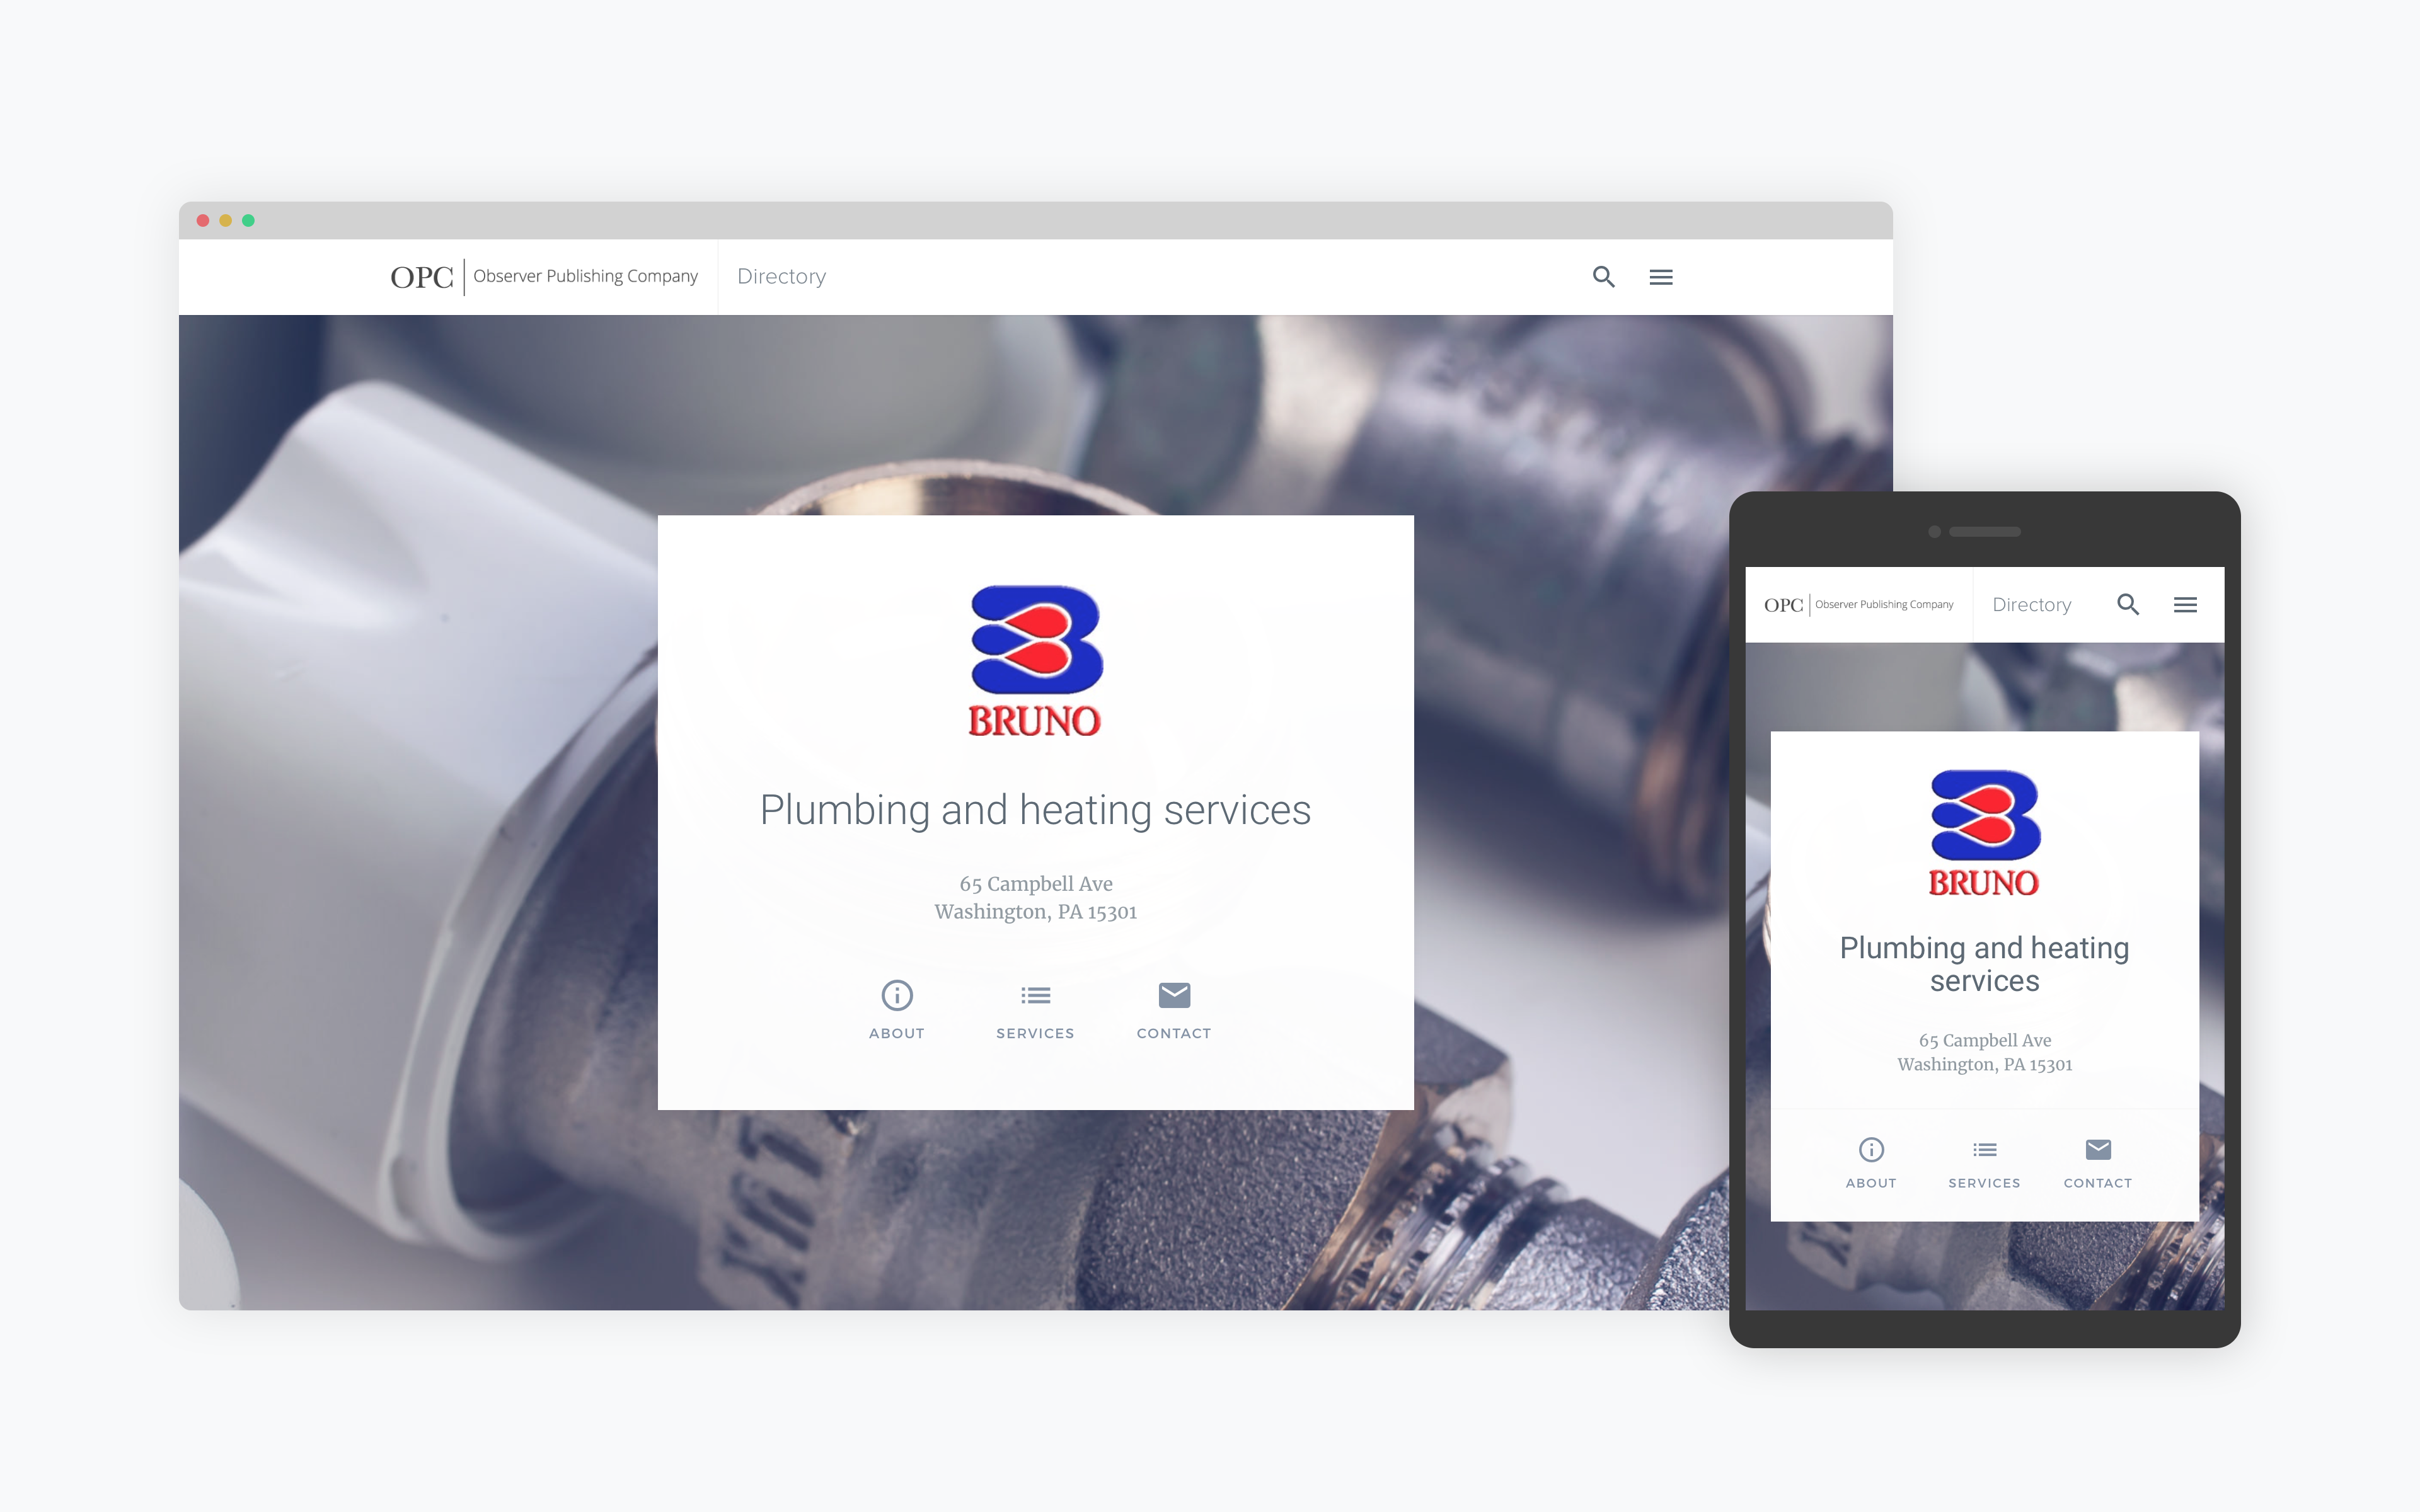 OPC | Observer Publishing Company
Directory
BRUNO
Plumbing and heating services
65 Campbell Ave
Washington, PA 15301
ABOUT
SERVICES
CONTACT
OPC | Observer Publishing Company
Directory
BRUNO
Plumbing and heating
services
65 Campbell Ave
Washington, PA 15301
ABOUT
SERVICES
CONTACT